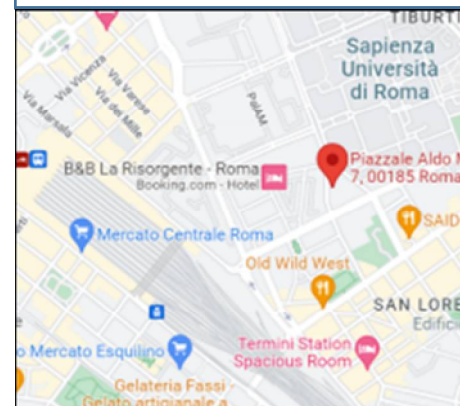 TIBURTI
Sapienza
Università
di Roma
Via Vicenza
Via Varese
Via dei Mille
Via Marsala
PolAM
B&B La Risorgente - Roma
Booking.com - Hotel
Piazzale Aldo M
7, 00185 Roma
SAID
Mercato Centrale Roma
Old Wild West
SAN LORE
Edific
Termini Station
Spacious Room
o Mercato Esquilino
Gelateria Fassi -
Gelato artigianale a